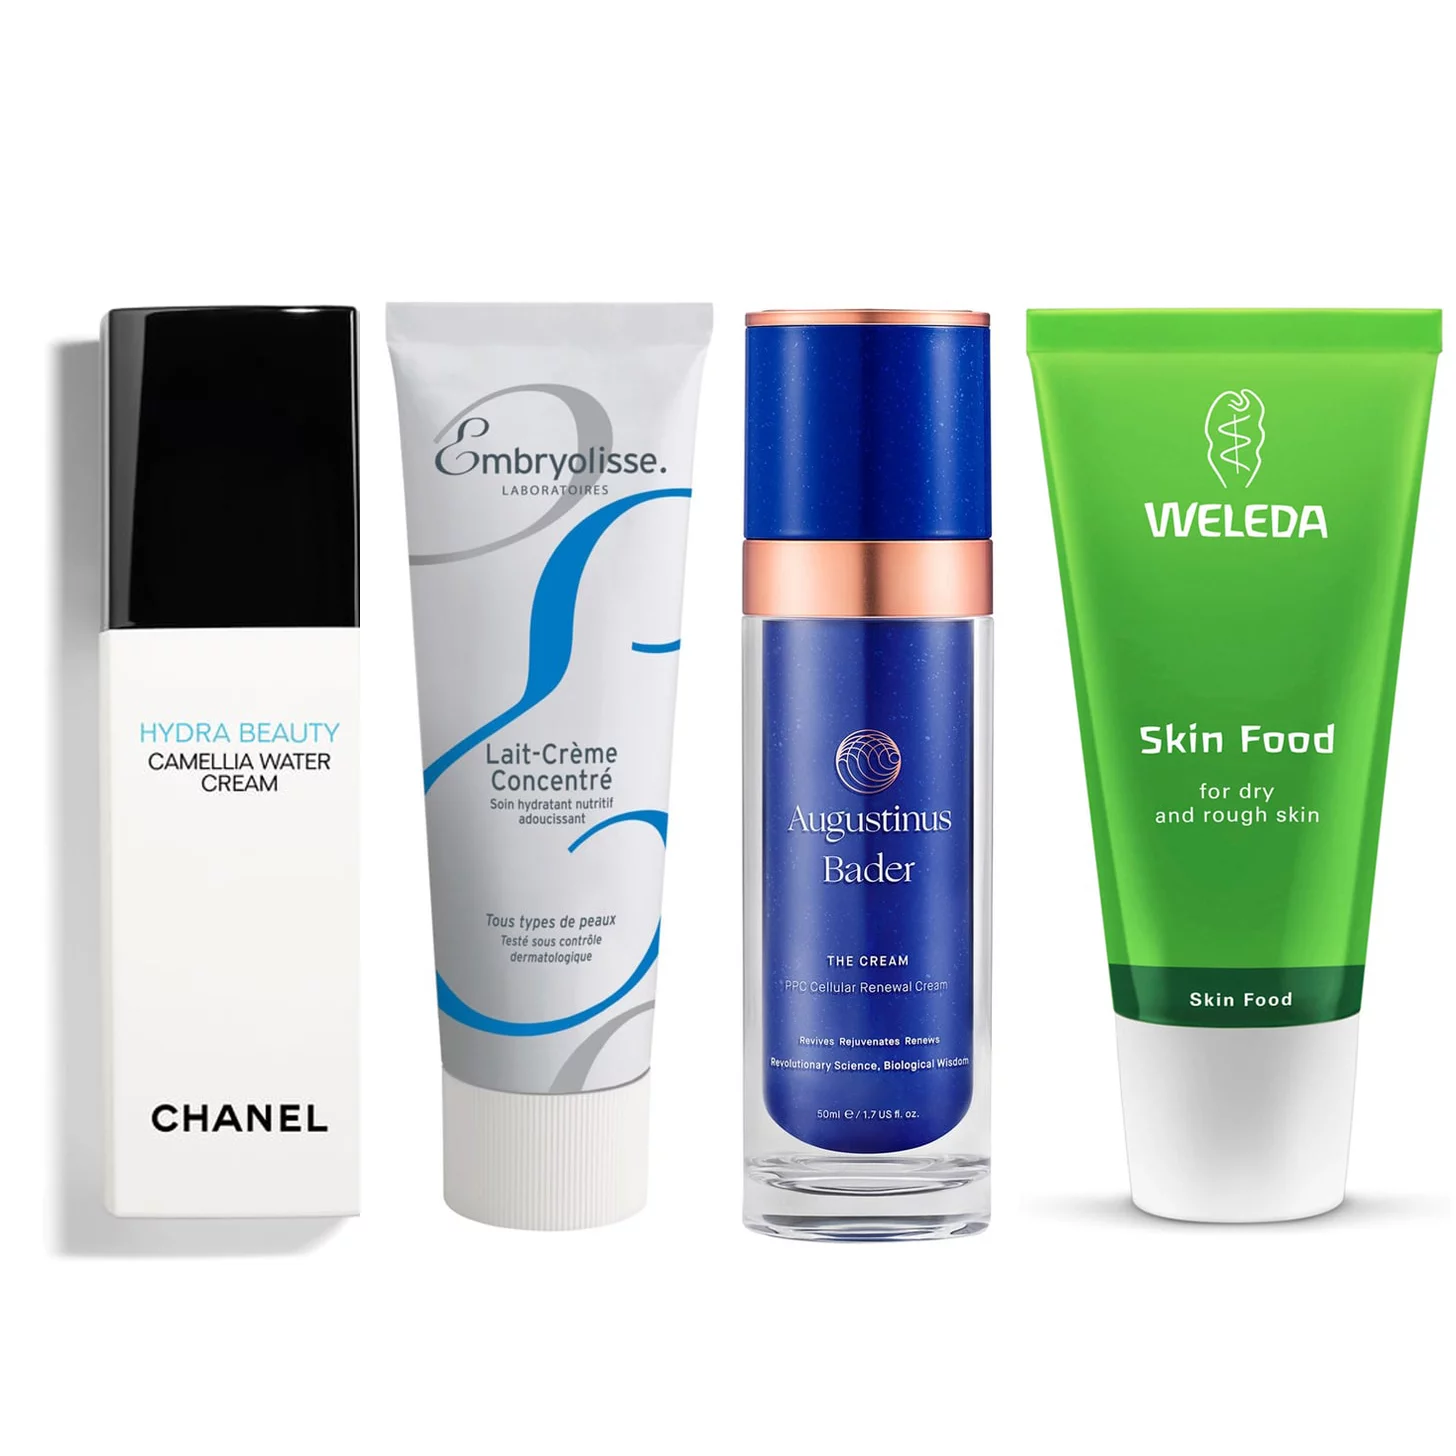 HYDRA BEAUTY
CAMELLIA WATER
CREAM
CHANEL
Embryolisse.
LABORATOIRES
Lait-Crème
Concentré
Soin hydratant nutritif
adoucissant
Tous types de peaux
Testé sous contrôle
dermatologique
Augustinus
Bader
THE CREAM
PPC Cellular Renewal Cream
Revives Rejuvenates Renews
Revolutionary Science, Biological Wisdom
50ml ℮ / 1.7 US fl. oz.
WELEDA
Skin Food
for dry
and rough skin
Skin Food